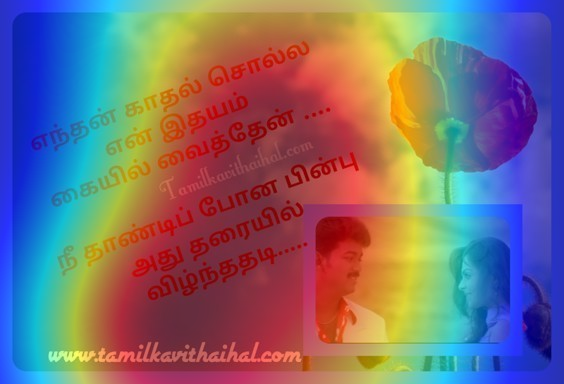 எந்தன் காதல் சொல்ல
என் இதயம்
கையில் வைத்தேன் ....
Tamilkavithaihal.com
நீ தாண்டிப் போன பின்பு
அது தரையில்
விழ்ந்ததடி.....
www.tamilkavithaihal.com